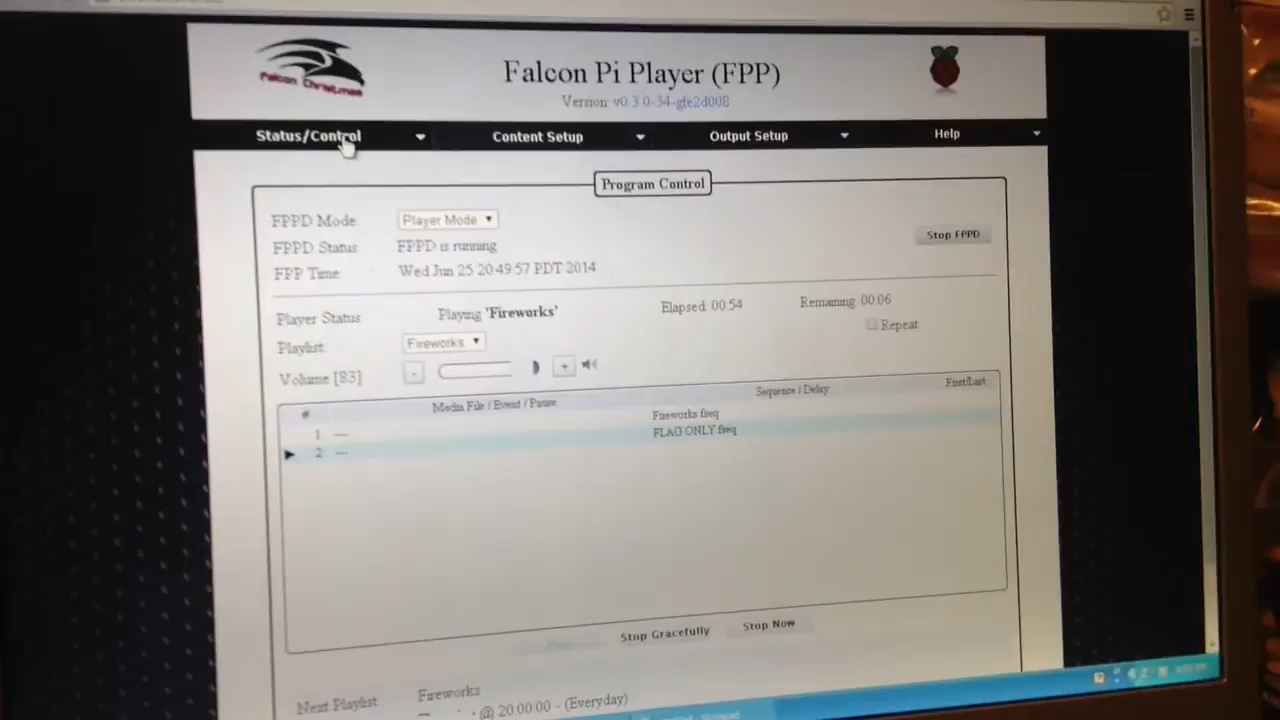 Falcon Christmas
Falcon Pi Player (FPP)
Version: v0.3.0-34-gfe2d008
Status/Control Content Setup Output Setup Help
Program Control
FPPD Mode: Player Mode
FPPD Status: FPPD is running Stop FPPD
FPP Time: Wed Jun 25 20:49:57 PDT 2014
Player Status: Playing 'Fireworks' Elapsed: 00:54 Remaining: 00:06
Repeat:
Playlist: Fireworks
Volume [83]: - +
# Media File / Event / Pause Sequence / Delay First/Last
1 --- Fireworks.fseq
2 --- FLAG ONLY.fseq
Stop Gracefully Stop Now
Next Playlist: Fireworks
@ 20:00:00 - (Everyday)